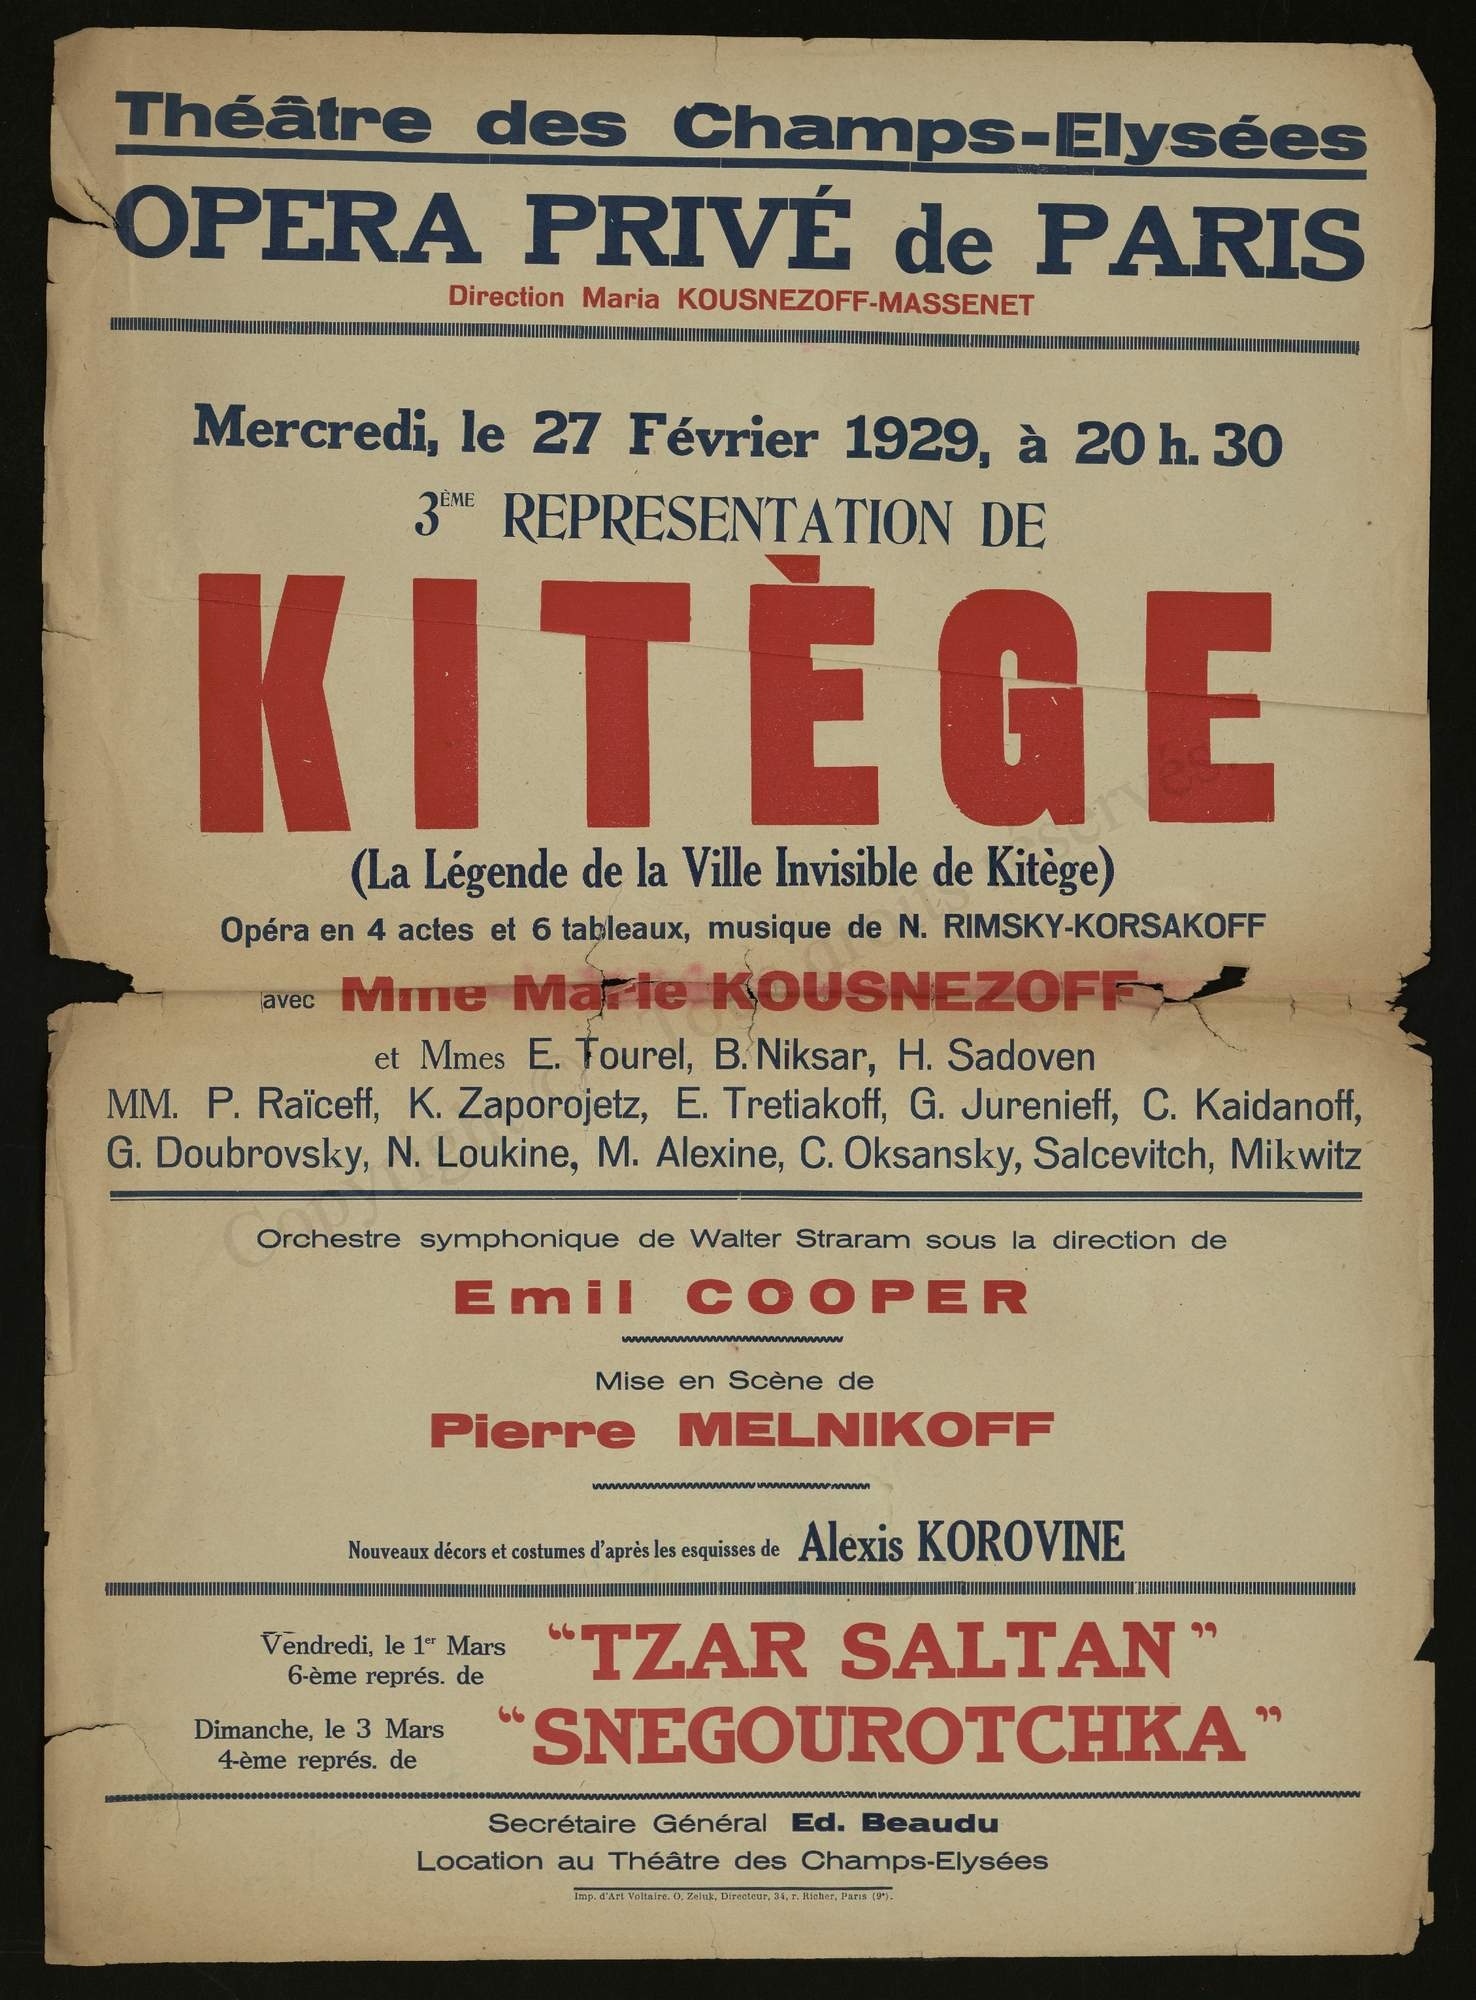 Théâtre des Champs-Elysées
OPERA PRIVÉ de PARIS
Direction Maria KOUSNEZOFF-MASSENET
Mercredi, le 27 Février 1929, à 20 h. 30
3ÈME REPRESENTATION DE
KITÈGE
(La Légende de la Ville Invisible de Kitège)
Opéra en 4 actes et 6 tableaux, musique de N. RIMSKY-KORSAKOFF
avec Mme Marie KOUSNEZOFF
et Mmes E. Tourel, B. Niksar, H. Sadoven
MM. P. Raïceff, K. Zaporojetz, E. Tretiakoff, G. Jurenieff, C. Kaidanoff,
G. Doubrovsky, N. Loukine, M. Alexine, C. Oksansky, Salcevitch, Mikwitz
Orchestre symphonique de Walter Straram sous la direction de
Emil COOPER
Mise en Scène de
Pierre MELNIKOFF
Nouveaux décors et costumes d'après les esquisses de Alexis KOROVINE
Vendredi, le 1er Mars
6-ème représ. de
“TZAR SALTAN”
Dimanche, le 3 Mars
4-ème représ. de
“SNEGOUROTCHKA”
Secrétaire Général Ed. Beaudu
Location au Théâtre des Champs-Elysées
Imp. d'Art Voltaire. O. Zeluk, Directeur, 34, r. Richer, Paris (9e).
Copyright © Tous droits réservés.